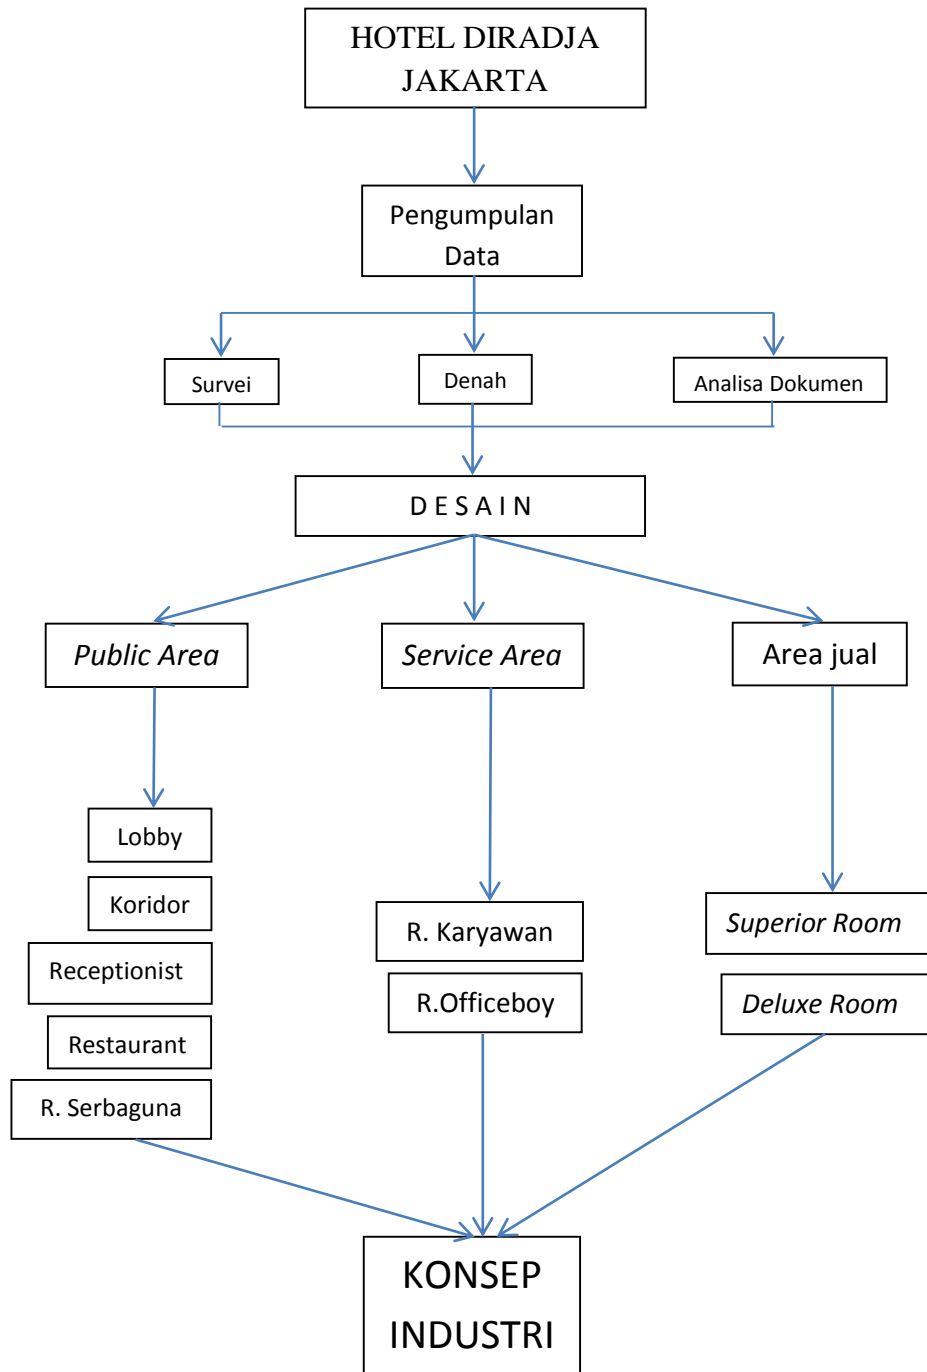 HOTEL DIRADJA
JAKARTA
Pengumpulan
Data
Survei
Denah
Analisa Dokumen
D E S A I N
Public Area
Service Area
Area jual
Lobby
Koridor
Receptionist
Restaurant
R. Serbaguna
R. Karyawan
R.Officeboy
Superior Room
Deluxe Room
KONSEP
INDUSTRI